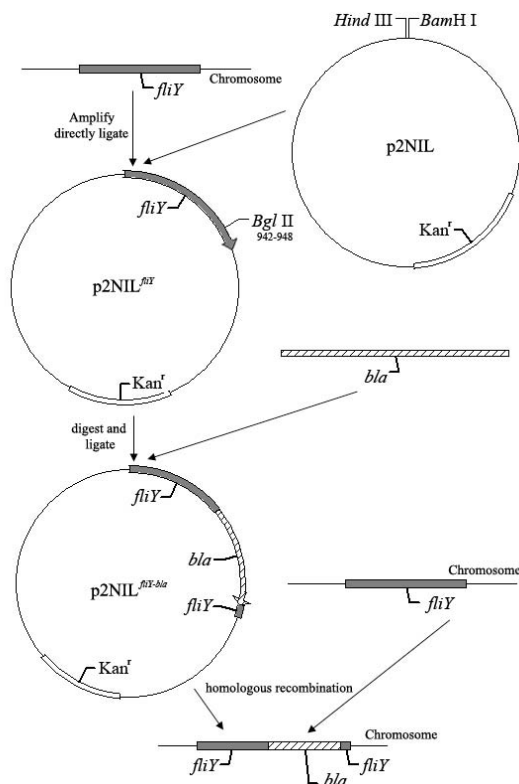 Hind III BamH I
Chromosome
fliY
Amplify
directly ligate
p2NIL
fliY
Bgl II
942-948
Kanʳ
p2NILᶠˡⁱʸ
bla
Kanʳ
digest and
ligate
fliY
bla
Chromosome
p2NILᶠˡⁱʸ⁻ᵇˡᵃ
fliY
fliY
Kanʳ
homologous recombination
Chromosome
fliY
fliY
bla